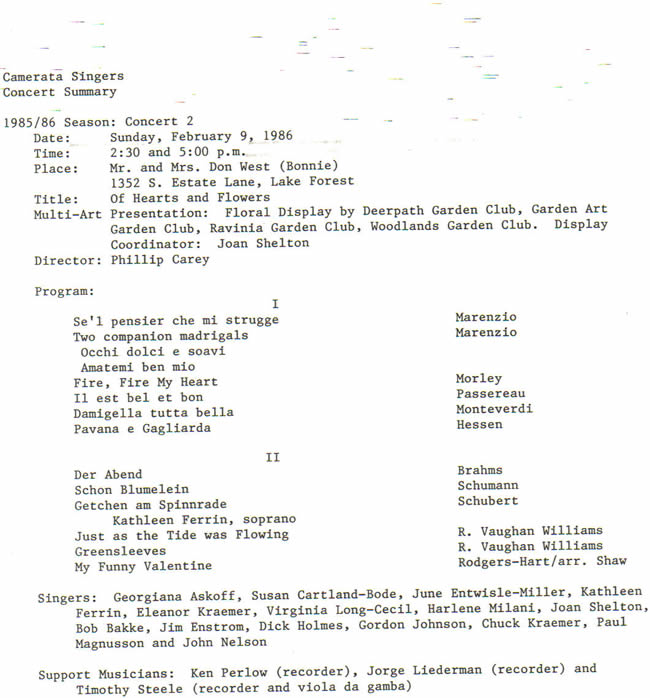 Camerata Singers
Concert Summary
1985/86 Season: Concert 2
Date: Sunday, February 9, 1986
Time: 2:30 and 5:00 p.m.
Place: Mr. and Mrs. Don West (Bonnie)
1352 S. Estate Lane, Lake Forest
Title: Of Hearts and Flowers
Multi-Art Presentation: Floral Display by Deerpath Garden Club, Garden Art
Garden Club, Ravinia Garden Club, Woodlands Garden Club. Display
Coordinator: Joan Shelton
Director: Phillip Carey
Program:
I
Se'l pensier che mi strugge Marenzio
Two companion madrigals Marenzio
Occhi dolci e soavi
Amatemi ben mio
Fire, Fire My Heart Morley
Il est bel et bon Passereau
Damigella tutta bella Monteverdi
Pavana e Gagliarda Hessen
II
Der Abend Brahms
Schon Blumelein Schumann
Getchen am Spinnrade Schubert
Kathleen Ferrin, soprano
Just as the Tide was Flowing R. Vaughan Williams
Greensleeves R. Vaughan Williams
My Funny Valentine Rodgers-Hart/arr. Shaw
Singers: Georgiana Askoff, Susan Cartland-Bode, June Entwisle-Miller, Kathleen
Ferrin, Eleanor Kraemer, Virginia Long-Cecil, Harlene Milani, Joan Shelton,
Bob Bakke, Jim Enstrom, Dick Holmes, Gordon Johnson, Chuck Kraemer, Paul
Magnusson and John Nelson
Support Musicians: Ken Perlow (recorder), Jorge Liederman (recorder) and
Timothy Steele (recorder and viola da gamba)